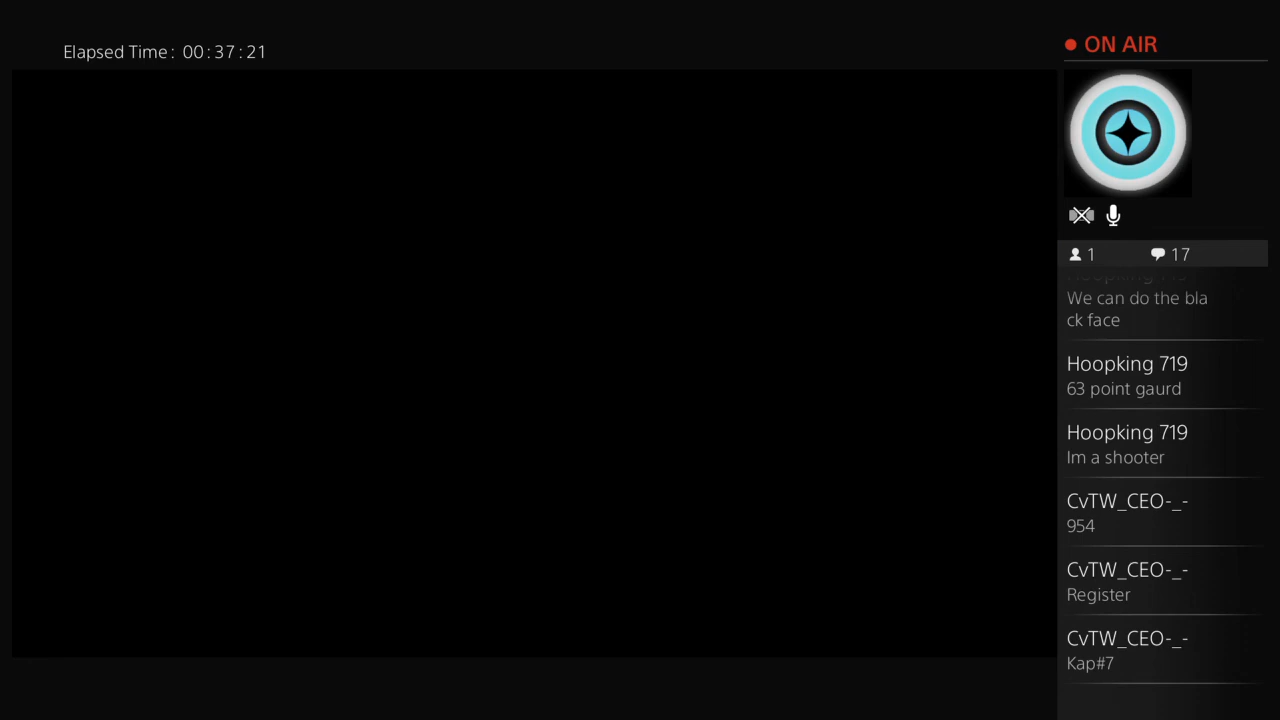 Elapsed Time: 00:37:21
ON AIR
1 17
We can do the bla
ck face
Hoopking 719
63 point gaurd
Hoopking 719
Im a shooter
CvTW_CEO-_-
954
CvTW_CEO-_-
Register
CvTW_CEO-_-
Kap#7